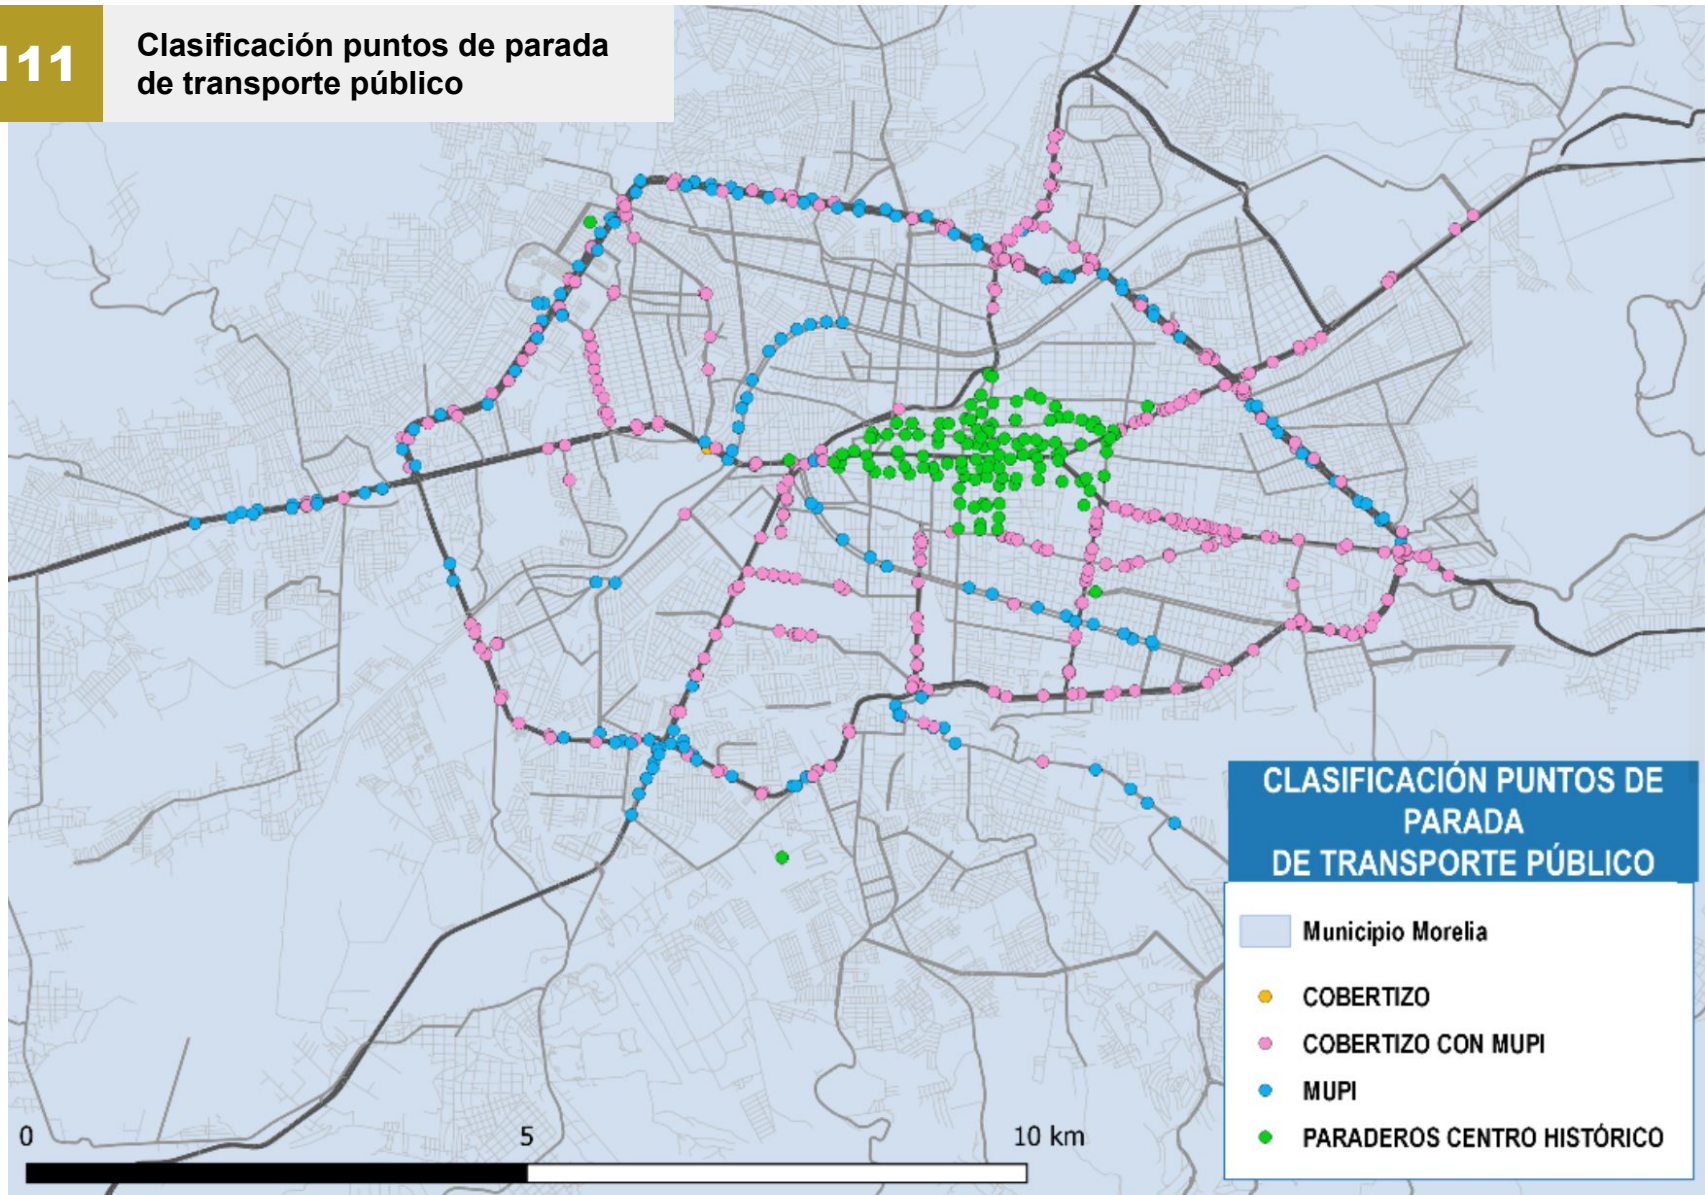 111
Clasificación puntos de parada
de transporte público
CLASIFICACIÓN PUNTOS DE
PARADA
DE TRANSPORTE PÚBLICO
Municipio Morelia
COBERTIZO
COBERTIZO CON MUPI
MUPI
PARADEROS CENTRO HISTÓRICO
0 5 10 km